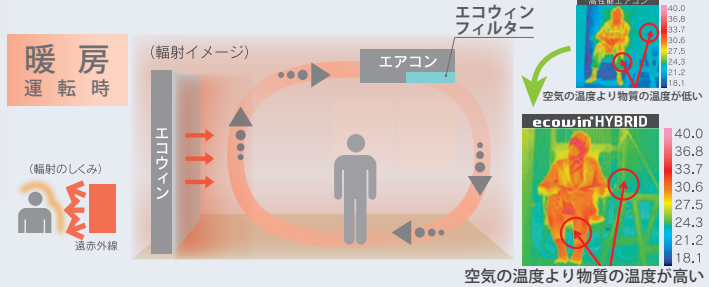 暖房
運転時
(輻射のしくみ)
遠赤外線
(輻射イメージ)
エコウィン
エアコン
エコウィン
フィルター
高性能エアコン
40.0
36.8
33.7
30.6
27.5
24.3
21.2
18.1
空気の温度より物質の温度が低い
ecowin HYBRID
40.0
36.8
33.7
30.6
27.5
24.3
21.2
18.1
空気の温度より物質の温度が高い